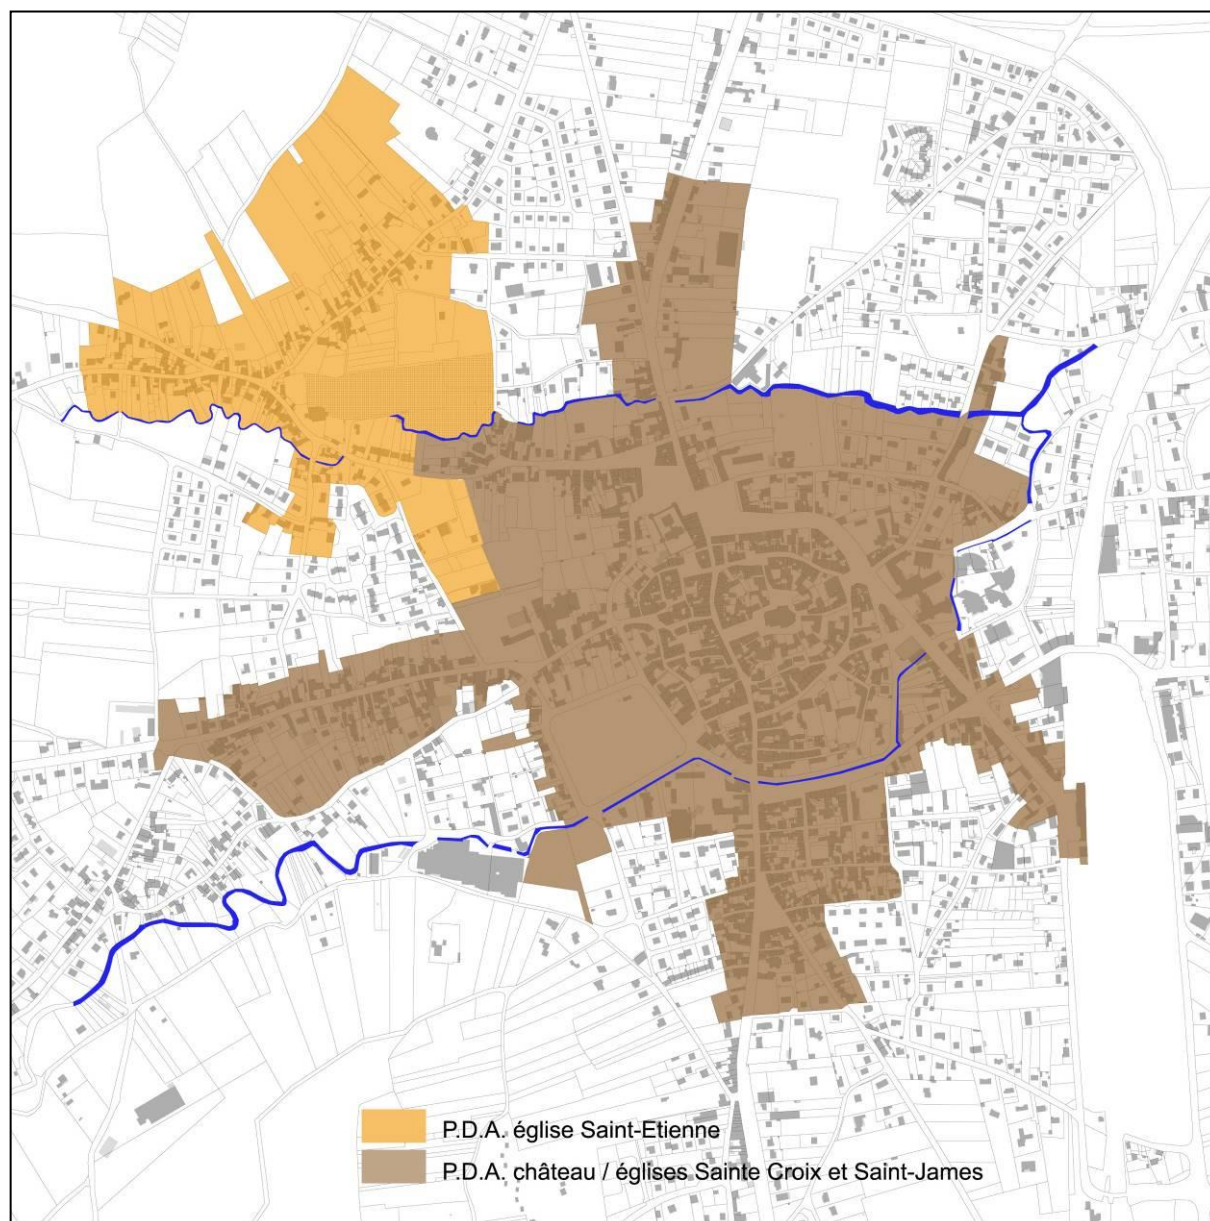 P.D.A. église Saint-Etienne
P.D.A. château / églises Sainte Croix et Saint-James